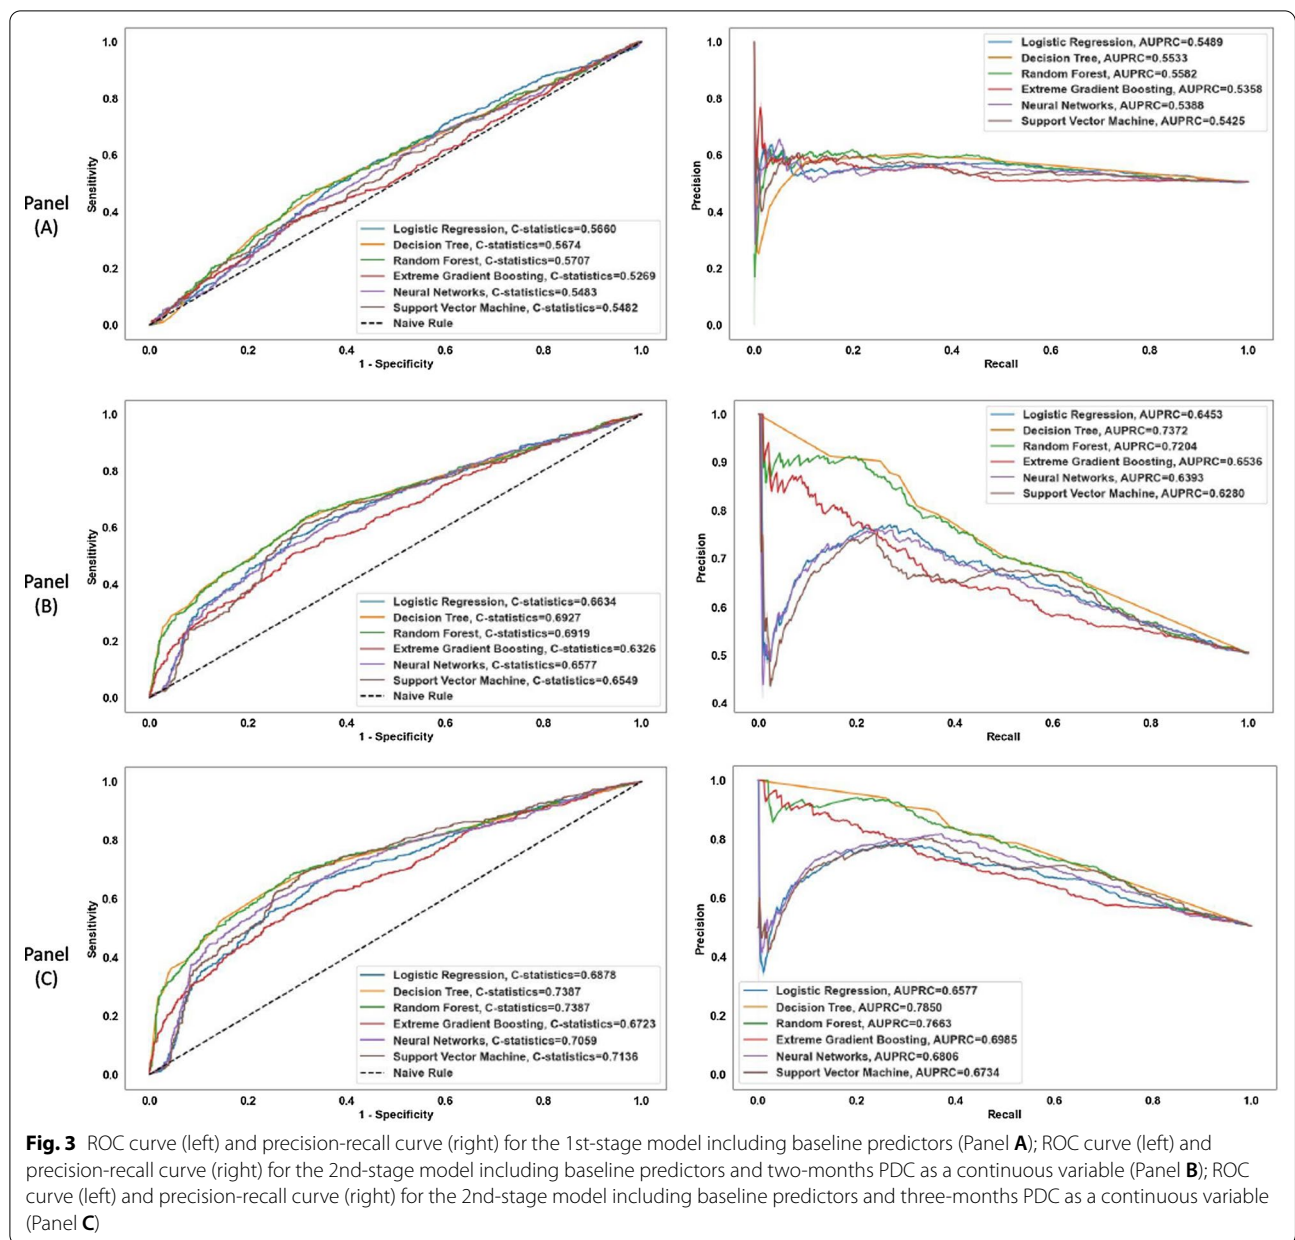 Panel
(A)
Sensitivity
1.0
0.8
0.6
0.4
0.2
0.0
Logistic Regression, C-statistics=0.5660
Decision Tree, C-statistics=0.5674
Random Forest, C-statistics=0.5707
Extreme Gradient Boosting, C-statistics=0.5269
Neural Networks, C-statistics=0.5483
Support Vector Machine, C-statistics=0.5482
Naive Rule
0.0 0.2 0.4 0.6 0.8 1.0
1 - Specificity
Precision
1.0
0.8
0.6
0.4
0.2
0.0
Logistic Regression, AUPRC=0.5489
Decision Tree, AUPRC=0.5533
Random Forest, AUPRC=0.5582
Extreme Gradient Boosting, AUPRC=0.5358
Neural Networks, AUPRC=0.5388
Support Vector Machine, AUPRC=0.5425
0.0 0.2 0.4 0.6 0.8 1.0
Recall
Panel
(B)
Sensitivity
1.0
0.8
0.6
0.4
0.2
0.0
Logistic Regression, C-statistics=0.6634
Decision Tree, C-statistics=0.6927
Random Forest, C-statistics=0.6919
Extreme Gradient Boosting, C-statistics=0.6326
Neural Networks, C-statistics=0.6577
Support Vector Machine, C-statistics=0.6549
Naive Rule
0.0 0.2 0.4 0.6 0.8 1.0
1 - Specificity
Precision
1.0
0.9
0.8
0.7
0.6
0.5
0.4
Logistic Regression, AUPRC=0.6453
Decision Tree, AUPRC=0.7372
Random Forest, AUPRC=0.7204
Extreme Gradient Boosting, AUPRC=0.6536
Neural Networks, AUPRC=0.6393
Support Vector Machine, AUPRC=0.6280
0.0 0.2 0.4 0.6 0.8 1.0
Recall
Panel
(C)
Sensitivity
1.0
0.8
0.6
0.4
0.2
0.0
Logistic Regression, C-statistics=0.6878
Decision Tree, C-statistics=0.7387
Random Forest, C-statistics=0.7387
Extreme Gradient Boosting, C-statistics=0.6723
Neural Networks, C-statistics=0.7059
Support Vector Machine, C-statistics=0.7136
Naive Rule
0.0 0.2 0.4 0.6 0.8 1.0
1 - Specificity
Precision
1.0
0.8
0.6
0.4
0.2
0.0
Logistic Regression, AUPRC=0.6577
Decision Tree, AUPRC=0.7850
Random Forest, AUPRC=0.7663
Extreme Gradient Boosting, AUPRC=0.6985
Neural Networks, AUPRC=0.6806
Support Vector Machine, AUPRC=0.6734
0.0 0.2 0.4 0.6 0.8 1.0
Recall
Fig. 3 ROC curve (left) and precision-recall curve (right) for the 1st-stage model including baseline predictors (Panel A); ROC curve (left) and
precision-recall curve (right) for the 2nd-stage model including baseline predictors and two-months PDC as a continuous variable (Panel B); ROC
curve (left) and precision-recall curve (right) for the 2nd-stage model including baseline predictors and three-months PDC as a continuous variable
(Panel C)